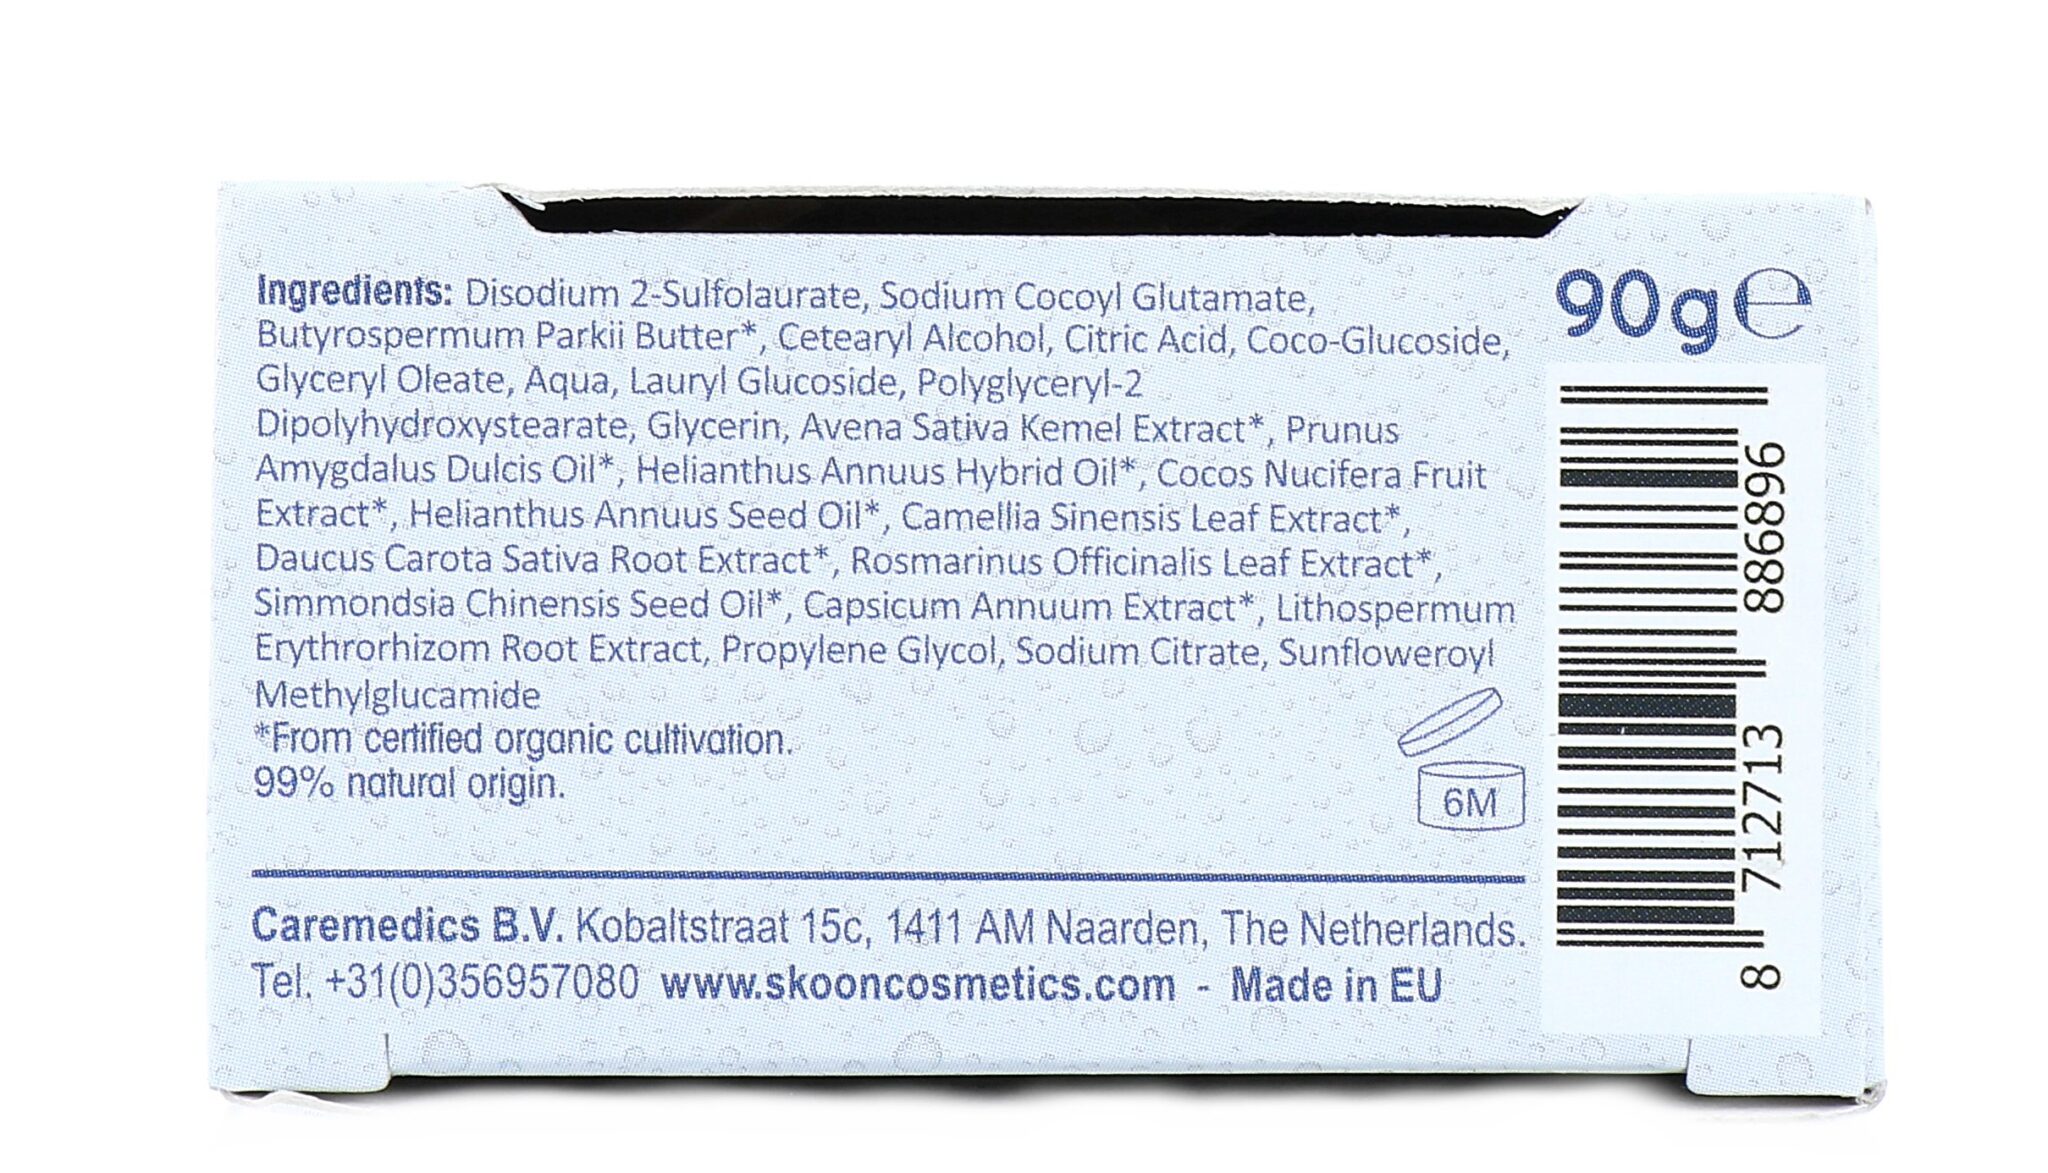 Ingredients: Disodium 2-Sulfolaurate, Sodium Cocoyl Glutamate,
Butyrospermum Parkii Butter*, Cetearyl Alcohol, Citric Acid, Coco-Glucoside,
Glyceryl Oleate, Aqua, Lauryl Glucoside, Polyglyceryl-2
Dipolyhydroxystearate, Glycerin, Avena Sativa Kemel Extract*, Prunus
Amygdalus Dulcis Oil*, Helianthus Annuus Hybrid Oil*, Cocos Nucifera Fruit
Extract*, Helianthus Annuus Seed Oil*, Camellia Sinensis Leaf Extract*,
Daucus Carota Sativa Root Extract*, Rosmarinus Officinalis Leaf Extract*,
Simmondsia Chinensis Seed Oil*, Capsicum Annuum Extract*, Lithospermum
Erythrorhizom Root Extract, Propylene Glycol, Sodium Citrate, Sunfloweroyl
Methylglucamide
*From certified organic cultivation.
99% natural origin.
6M
Caremedics B.V. Kobaltstraat 15c, 1411 AM Naarden, The Netherlands.
Tel. +31(0)356957080 www.skooncosmetics.com - Made in EU
90g℮
8 712713 886896